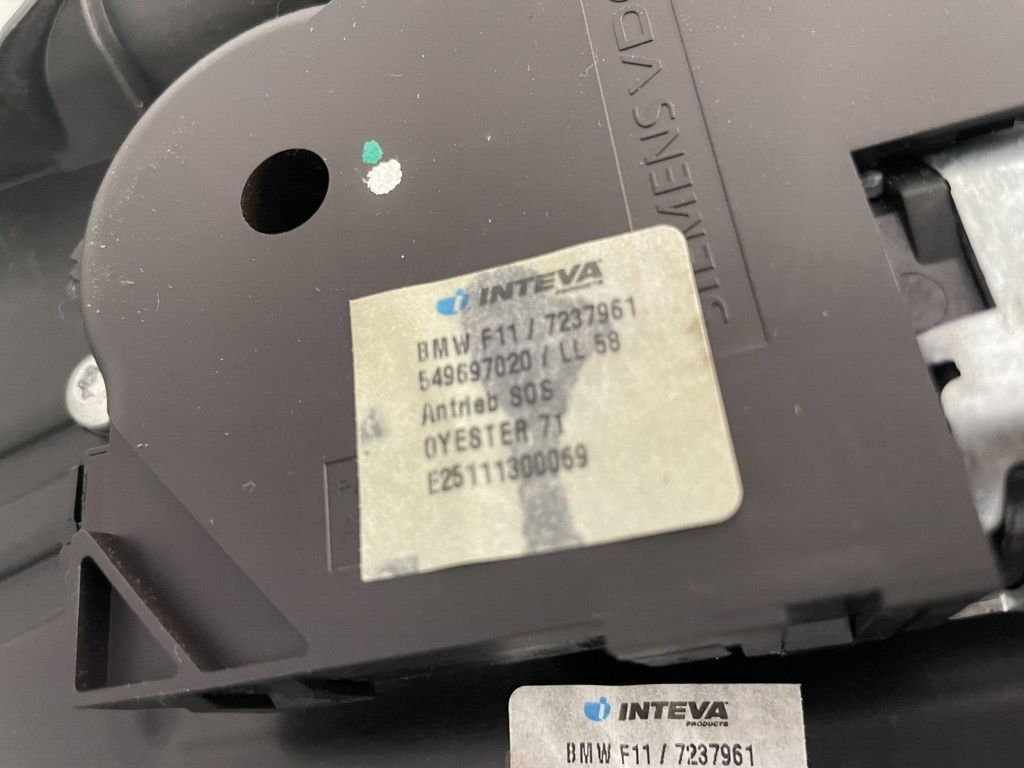 SIEMENS VDO
INTEVA
PRODUCTS
BMW F11 / 7237961
549697020 / LL 58
Antrieb SOS
OYESTER 71
E25111300069
INTEVA
PRODUCTS
BMW F11 / 7237961